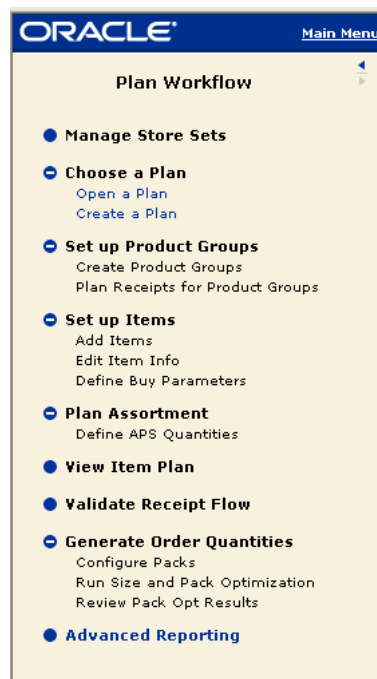 ORACLE® Main Menu
Plan Workflow
Manage Store Sets
Choose a Plan
Open a Plan
Create a Plan
Set up Product Groups
Create Product Groups
Plan Receipts for Product Groups
Set up Items
Add Items
Edit Item Info
Define Buy Parameters
Plan Assortment
Define APS Quantities
View Item Plan
Validate Receipt Flow
Generate Order Quantities
Configure Packs
Run Size and Pack Optimization
Review Pack Opt Results
Advanced Reporting